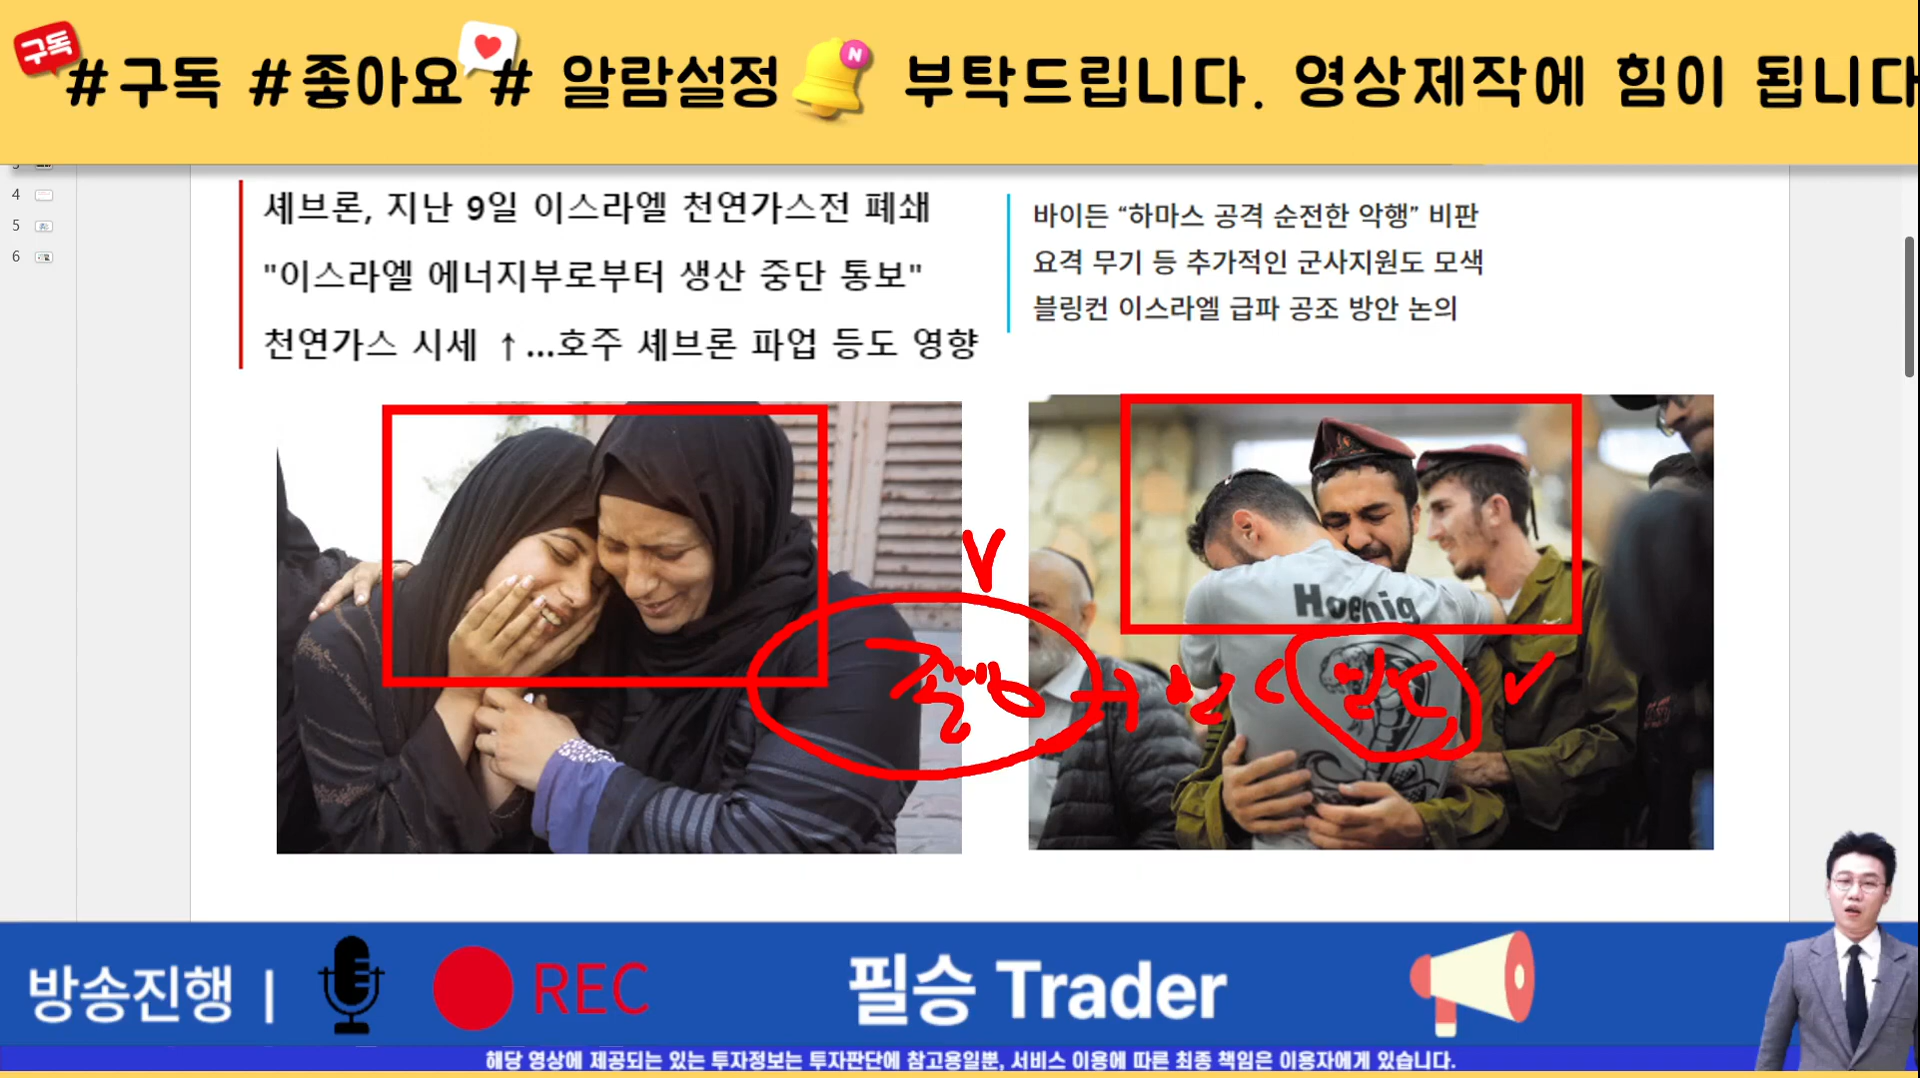 구독
#구독 #좋아요 # 알람설정 N 부탁드립니다. 영상제작에 힘이 됩니다
4
5
6
셰브론, 지난 9일 이스라엘 천연가스전 폐쇄
"이스라엘 에너지부로부터 생산 중단 통보"
천연가스 시세 ↑...호주 셰브론 파업 등도 영향
바이든 “하마스 공격 순전한 악행” 비판
요격 무기 등 추가적인 군사지원도 모색
블링컨 이스라엘 급파 공조 방안 논의
Hoenig
방송진행 |
REC
필승 Trader
해당 영상에 제공되는 있는 투자정보는 투자판단에 참고용일뿐, 서비스 이용에 따른 최종 책임은 이용자에게 있습니다.